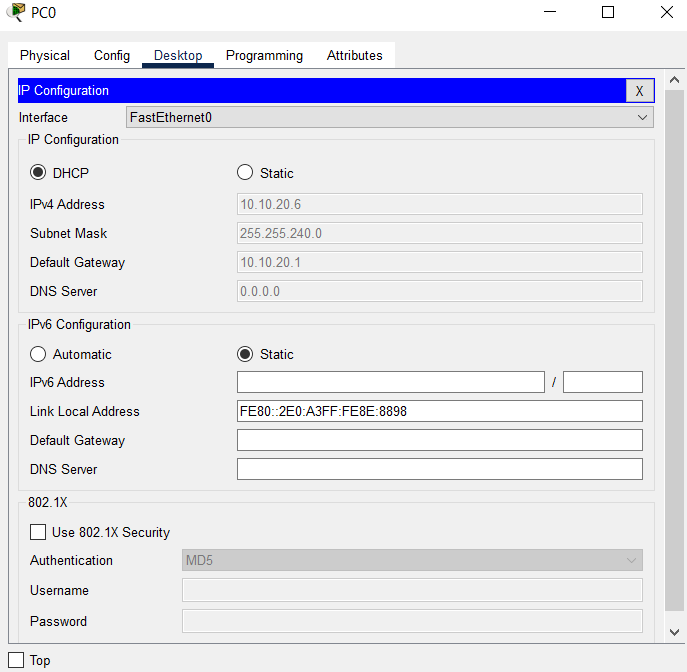 PC0
Physical Config Desktop Programming Attributes
IP Configuration X
Interface FastEthernet0
IP Configuration
DHCP Static
IPv4 Address 10.10.20.6
Subnet Mask 255.255.240.0
Default Gateway 10.10.20.1
DNS Server 0.0.0.0
IPv6 Configuration
Automatic Static
IPv6 Address /
Link Local Address FE80::2E0:A3FF:FE8E:8898
Default Gateway
DNS Server
802.1X
Use 802.1X Security
Authentication MD5
Username
Password
Top